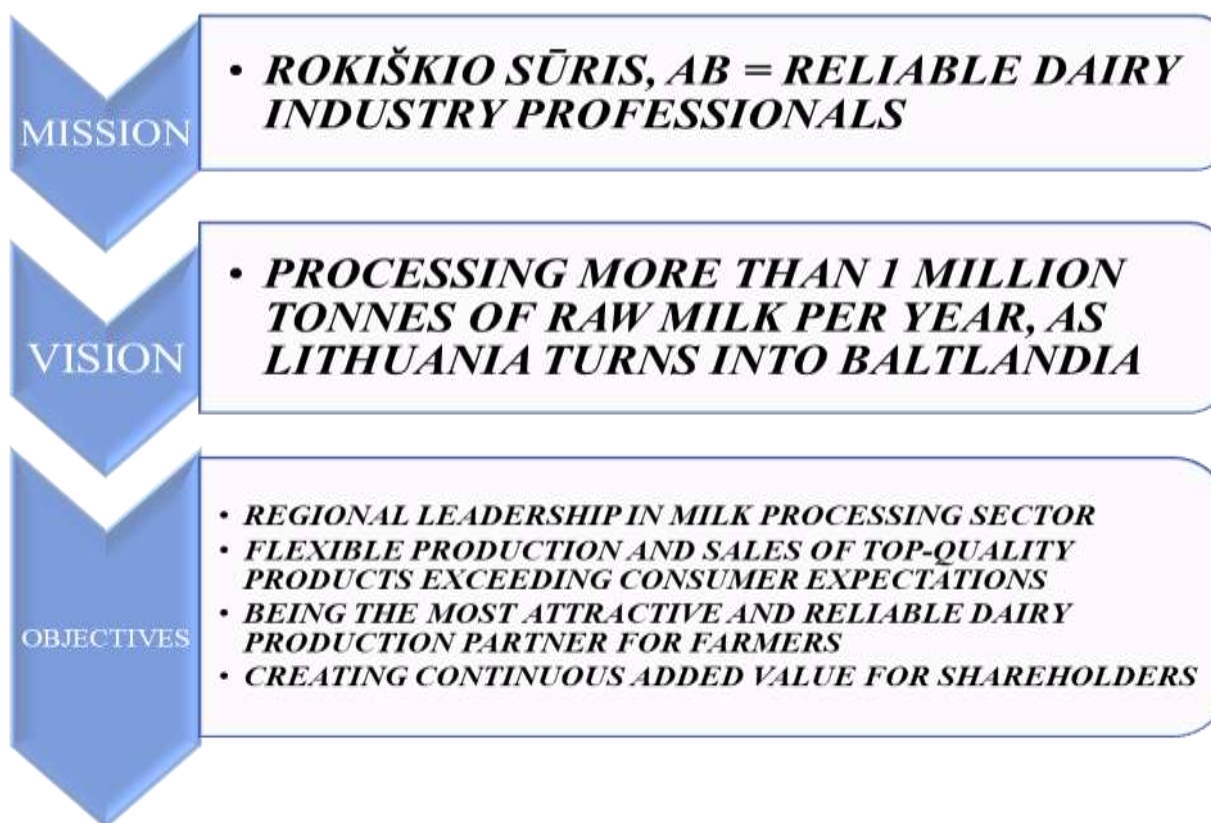 MISSION
• ROKIŠKIO SŪRIS, AB = RELIABLE DAIRY
INDUSTRY PROFESSIONALS
VISION
• PROCESSING MORE THAN 1 MILLION
TONNES OF RAW MILK PER YEAR, AS
LITHUANIA TURNS INTO BALTLANDIA
OBJECTIVES
• REGIONAL LEADERSHIP IN MILK PROCESSING SECTOR
• FLEXIBLE PRODUCTION AND SALES OF TOP-QUALITY
PRODUCTS EXCEEDING CONSUMER EXPECTATIONS
• BEING THE MOST ATTRACTIVE AND RELIABLE DAIRY
PRODUCTION PARTNER FOR FARMERS
• CREATING CONTINUOUS ADDED VALUE FOR SHAREHOLDERS